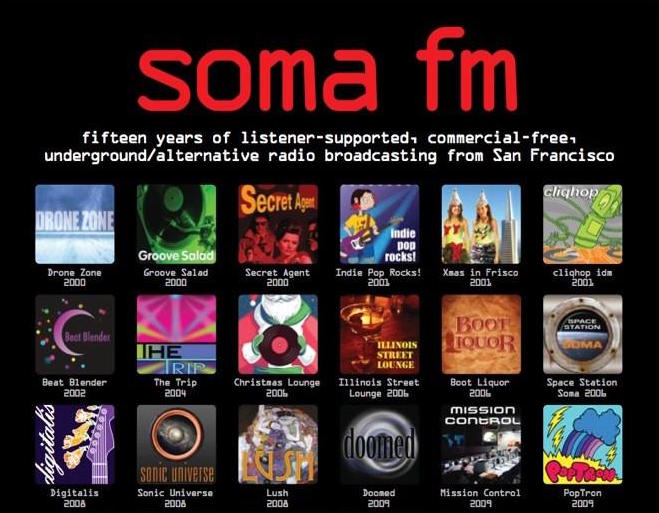 soma fm
fifteen years of listener-supported, commercial-free,
underground/alternative radio broadcasting from San Francisco
DRONE ZONE
Groove Salad
Secret Agent
indie
pop
rocks!
cliqhop
Drone Zone
2000
Groove Salad
2000
Secret Agent
2000
Indie Pop Rocks!
2001
Xmas in Frisco
2001
cliqhop idm
2001
Beat Blender
THE
TRIP
ILLINOIS
STREET
LOUNGE
BOOT
LIQUOR
SPACE
STATION
SOMA
Beat Blender
2002
The Trip
2004
Christmas Lounge
2006
Illinois Street
Lounge 2006
Boot Liquor
2006
Space Station
Soma 2006
digitalis
sonic universe
LUSH
doomed
MISSION
CONTROL
PopTron
Digitalis
2008
Sonic Universe
2008
Lush
2008
Doomed
2009
Mission Control
2009
PopTron
2009